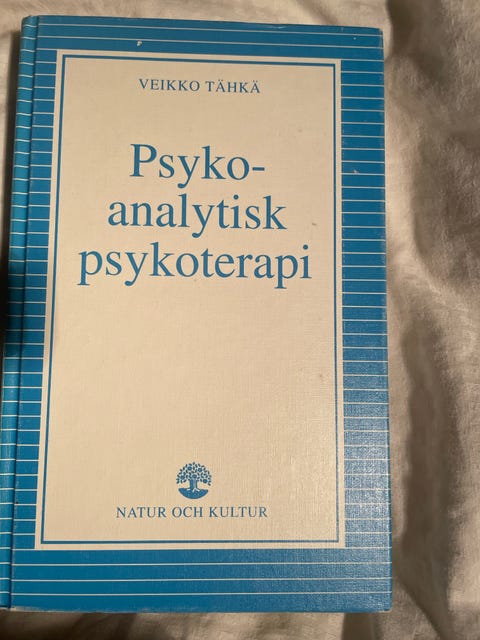 VEIKKO TÄHKÄ
Psyko-
analytisk
psykoterapi
NATUR OCH KULTUR